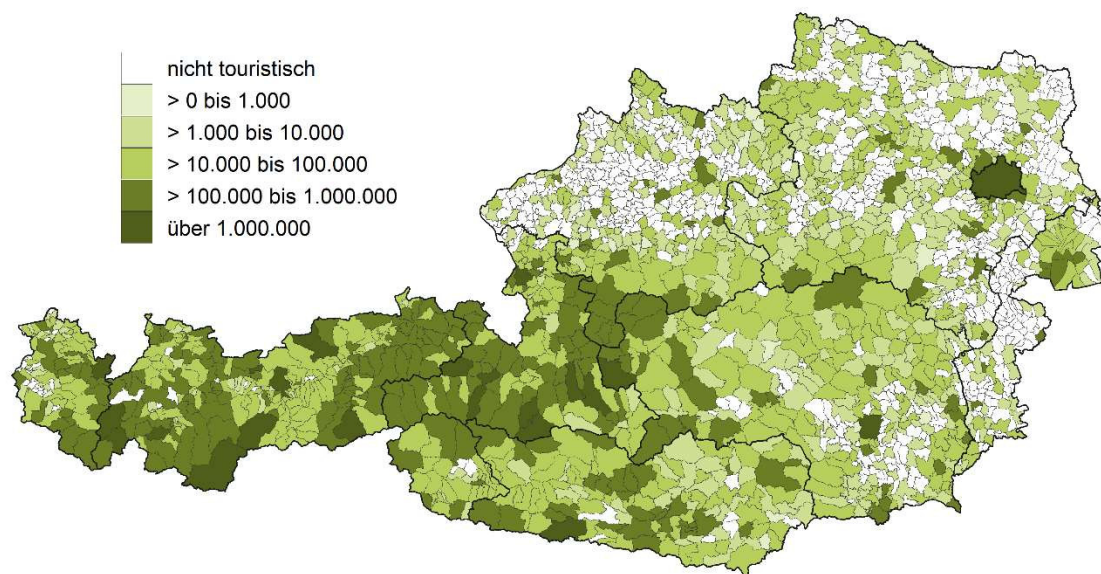 nicht touristisch
> 0 bis 1.000
> 1.000 bis 10.000
> 10.000 bis 100.000
> 100.000 bis 1.000.000
über 1.000.000